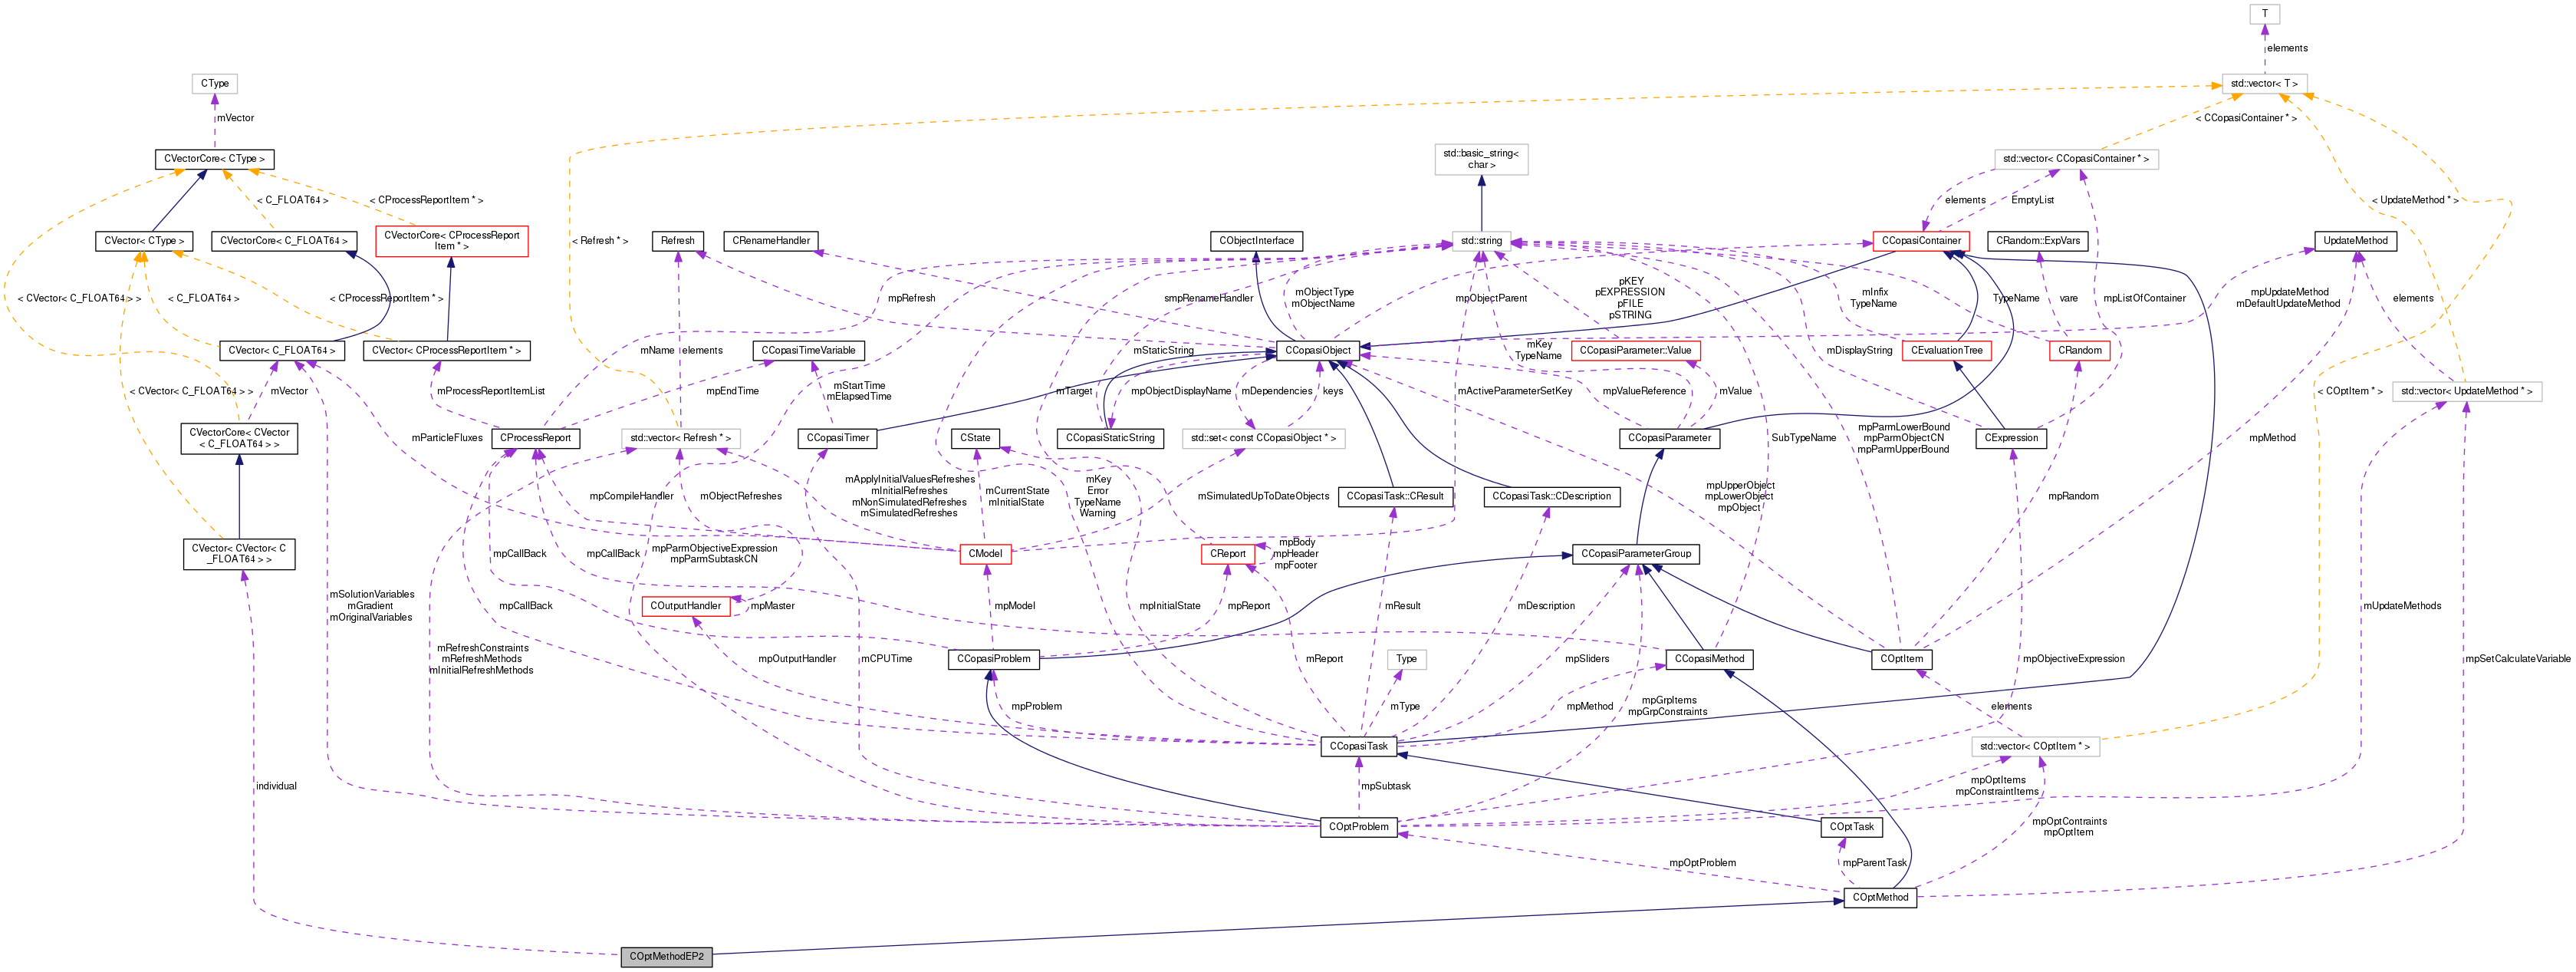 T
elements
CType
std::vector< T >
mVector
< CCopasiContainer * >
std::basic_string<
char >
CVectorCore< CType >
std::vector< CCopasiContainer * >
< C_FLOAT64 >
< CProcessReportItem * >
elements
EmptyList
< UpdateMethod * >
CVector< CType >
CVectorCore< C_FLOAT64 >
CVectorCore< CProcessReport
Item * >
< Refresh * >
Refresh
CRenameHandler
CObjectInterface
std::string
CCopasiContainer
CRandom::ExpVars
UpdateMethod
< CVector< C_FLOAT64 > >
< C_FLOAT64 >
< CProcessReportItem * >
mpRefresh
smpRenameHandler
mObjectType
mObjectName
mpObjectParent
pKEY
pEXPRESSION
pFILE
pSTRING
mInfix
TypeName
TypeName
vare
mpListOfContainer
mpUpdateMethod
mDefaultUpdateMethod
elements
CVector< C_FLOAT64 >
CVector< CProcessReportItem * >
mName
elements
CCopasiTimeVariable
mStaticString
CCopasiObject
mKey
TypeName
CCopasiParameter::Value
mDisplayString
CEvaluationTree
CRandom
< CVector< C_FLOAT64 > >
mVector
mProcessReportItemList
mpEndTime
mStartTime
mElapsedTime
mTarget
mpObjectDisplayName
mDependencies
keys
mActiveParameterSetKey
mpValueReference
mValue
< COptItem * >
std::vector< UpdateMethod * >
CVectorCore< CVector
< C_FLOAT64 > >
mParticleFluxes
CProcessReport
std::vector< Refresh * >
CCopasiTimer
CState
CCopasiStaticString
std::set< const CCopasiObject * >
CCopasiParameter
SubTypeName
mpParmLowerBound
mpParmObjectCN
mpParmUpperBound
CExpression
mpMethod
mpCompileHandler
mObjectRefreshes
mApplyInitialValuesRefreshes
mInitialRefreshes
mNonSimulatedRefreshes
mSimulatedRefreshes
mCurrentState
mInitialState
mKey
Error
TypeName
Warning
mSimulatedUpToDateObjects
CCopasiTask::CResult
CCopasiTask::CDescription
mpUpperObject
mpLowerObject
mpObject
mpRandom
CVector< CVector< C
_FLOAT64 > >
mpCallBack
mpCallBack
mpParmObjectiveExpression
mpParmSubtaskCN
CModel
CReport
mpBody
mpHeader
mpFooter
CCopasiParameterGroup
mSolutionVariables
mGradient
mOriginalVariables
mpCallBack
COutputHandler
mpMaster
mpModel
mpInitialState
mpReport
mResult
mDescription
mUpdateMethods
mRefreshConstraints
mRefreshMethods
mInitialRefreshMethods
mpOutputHandler
mCPUTime
CCopasiProblem
mReport
Type
mpSliders
CCopasiMethod
COptItem
mpObjectiveExpression
mpSetCalculateVariable
mpProblem
mType
mpMethod
mpGrpItems
mpGrpConstraints
elements
CCopasiTask
std::vector< COptItem * >
individual
mpSubtask
mpOptItems
mpConstraintItems
COptProblem
COptTask
mpOptContraints
mpOptItem
mpOptProblem
mpParentTask
COptMethod
COptMethodEP2